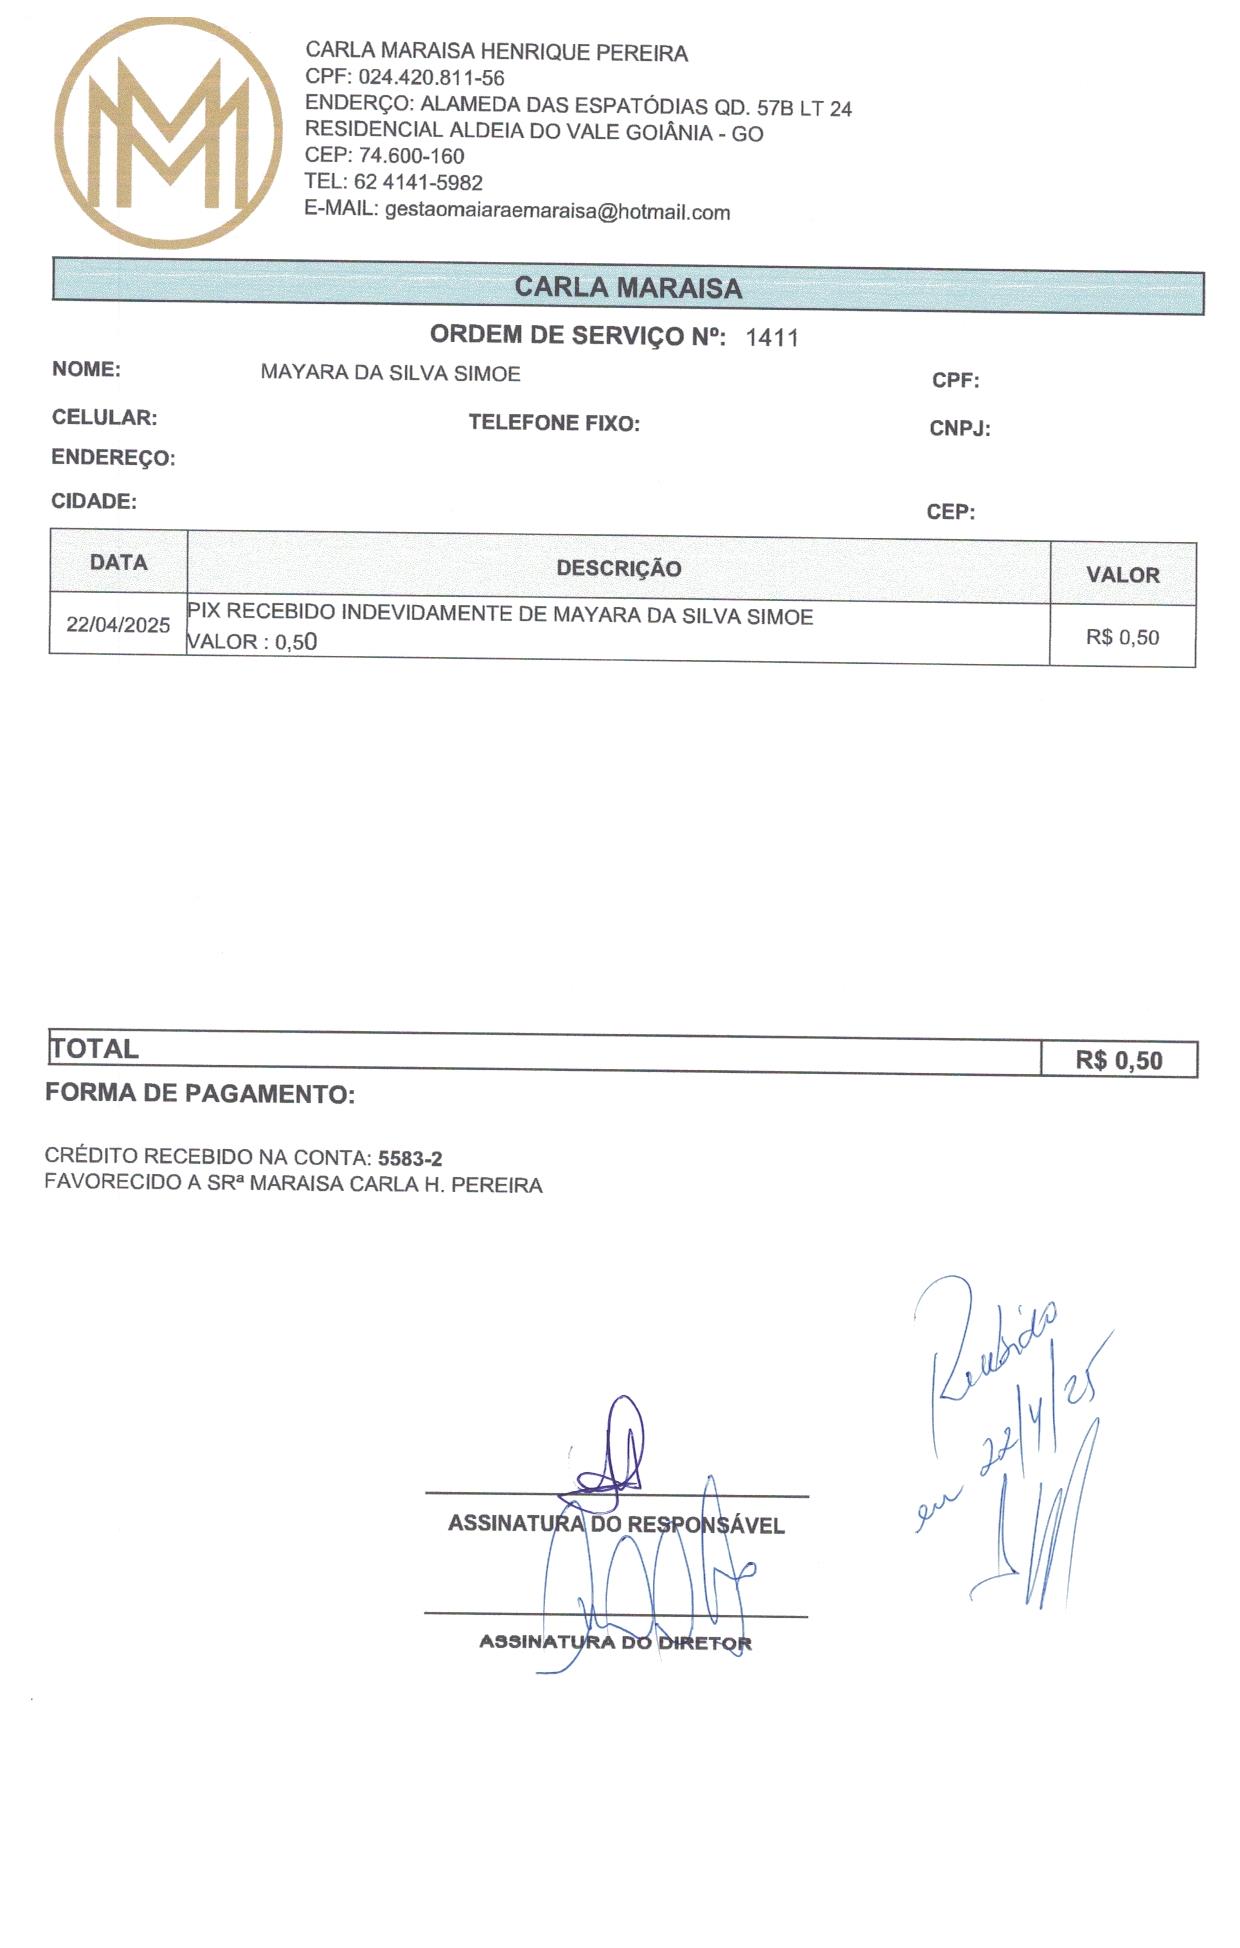 CARLA MARAISA HENRIQUE PEREIRA
CPF: 024.420.811-56
ENDERÇO: ALAMEDA DAS ESPATÓDIAS QD. 57B LT 24
RESIDENCIAL ALDEIA DO VALE GOIÂNIA - GO
CEP: 74.600-160
TEL: 62 4141-5982
E-MAIL: gestaomaiaraemaraisa@hotmail.com
CARLA MARAISA
ORDEM DE SERVIÇO Nº: 1411
NOME: MAYARA DA SILVA SIMOE CPF:
CELULAR: TELEFONE FIXO: CNPJ:
ENDEREÇO:
CIDADE: CEP:
DATA DESCRIÇÃO VALOR
22/04/2025 PIX RECEBIDO INDEVIDAMENTE DE MAYARA DA SILVA SIMOE R$ 0,50
VALOR : 0,50
TOTAL R$ 0,50
FORMA DE PAGAMENTO:
CRÉDITO RECEBIDO NA CONTA: 5583-2
FAVORECIDO A SRª MARAISA CARLA H. PEREIRA
Recebido
em 22/4/25
ASSINATURA DO RESPONSÁVEL
ASSINATURA DO DIRETOR